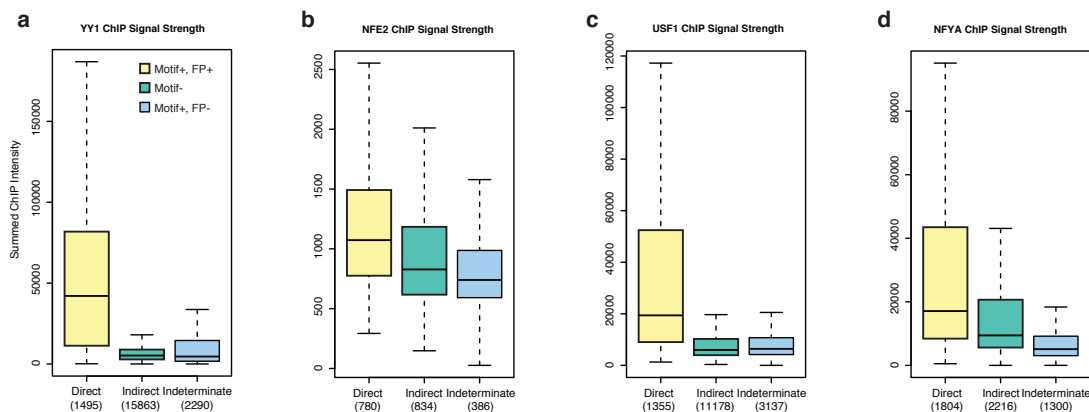 a
YY1 ChIP Signal Strength
Summed ChIP Intensity
0
50000
100000
150000
Motif+, FP+
Motif-
Motif+, FP-
Direct
(1495)
Indirect
(15863)
Indeterminate
(2290)
b
NFE2 ChIP Signal Strength
0
500
1000
1500
2000
2500
Direct
(780)
Indirect
(834)
Indeterminate
(386)
c
USF1 ChIP Signal Strength
0
20000
40000
60000
80000
100000
120000
Direct
(1355)
Indirect
(11178)
Indeterminate
(3137)
d
NFYA ChIP Signal Strength
0
20000
40000
60000
80000
Direct
(1804)
Indirect
(2216)
Indeterminate
(1300)